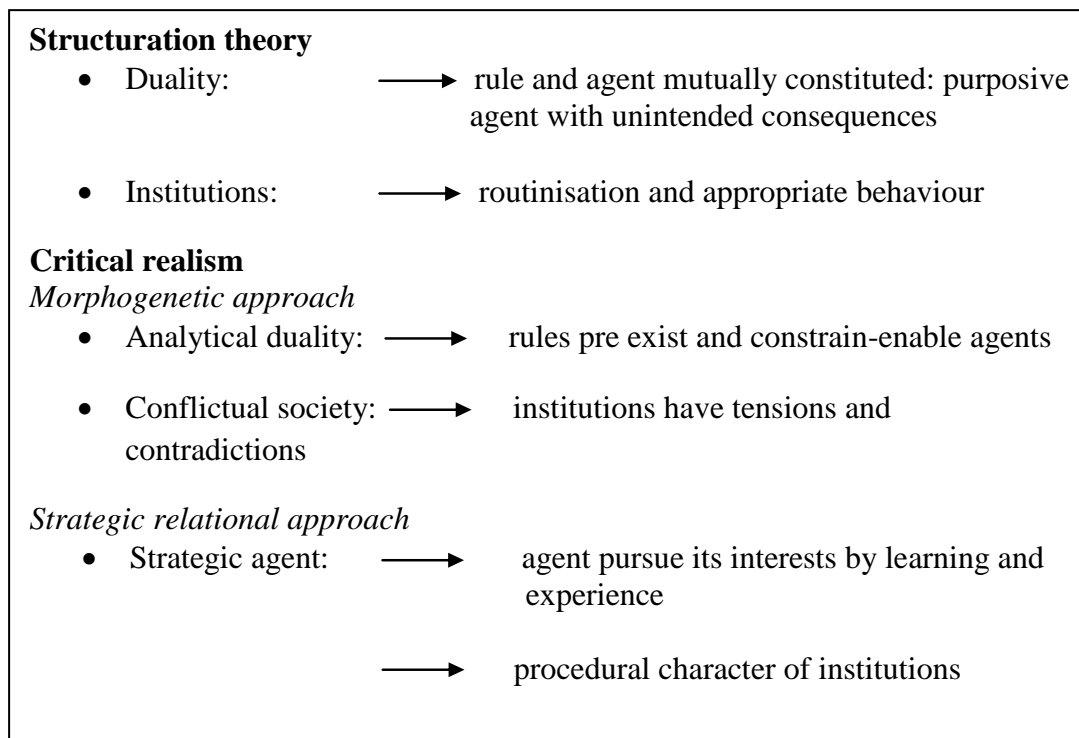 Structuration theory
• Duality: → rule and agent mutually constituted: purposive
agent with unintended consequences
• Institutions: → routinisation and appropriate behaviour
Critical realism
Morphogenetic approach
• Analytical duality: → rules pre exist and constrain-enable agents
• Conflictual society: → institutions have tensions and
contradictions
Strategic relational approach
• Strategic agent: → agent pursue its interests by learning and
experience
→ procedural character of institutions